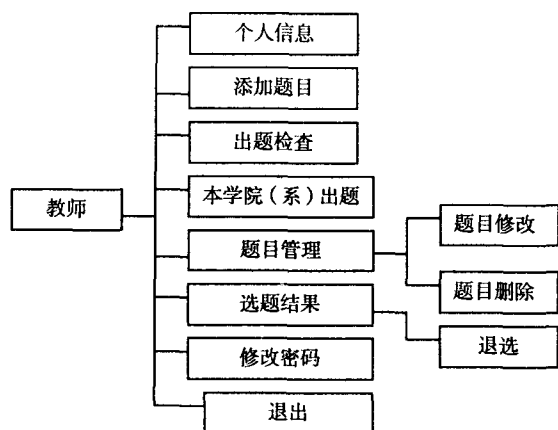 个人信息
添加题目
出题检查
本学院（系）出题
教师
题目修改
题目管理
题目删除
选题结果
退选
修改密码
退出